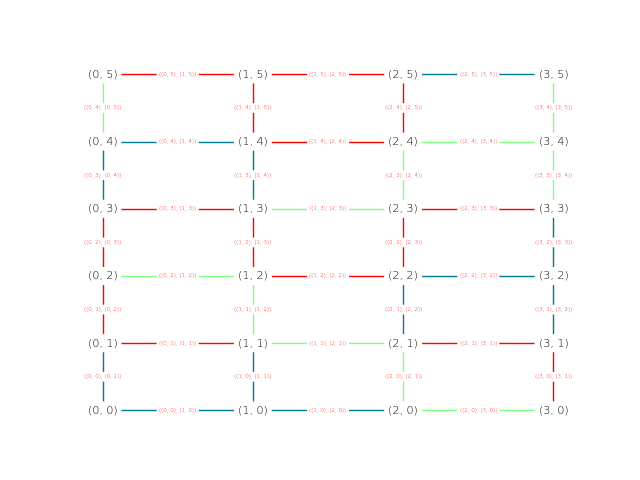 (0, 5) ((0, 5), (1, 5)) (1, 5) ((1, 5), (2, 5)) (2, 5) ((2, 5), (3, 5)) (3, 5)
((0, 4), (0, 5)) ((1, 4), (1, 5)) ((2, 4), (2, 5)) ((3, 4), (3, 5))
(0, 4) ((0, 4), (1, 4)) (1, 4) ((1, 4), (2, 4)) (2, 4) ((2, 4), (3, 4)) (3, 4)
((0, 3), (0, 4)) ((1, 3), (1, 4)) ((2, 3), (2, 4)) ((3, 3), (3, 4))
(0, 3) ((0, 3), (1, 3)) (1, 3) ((1, 3), (2, 3)) (2, 3) ((2, 3), (3, 3)) (3, 3)
((0, 2), (0, 3)) ((1, 2), (1, 3)) ((2, 2), (2, 3)) ((3, 2), (3, 3))
(0, 2) ((0, 2), (1, 2)) (1, 2) ((1, 2), (2, 2)) (2, 2) ((2, 2), (3, 2)) (3, 2)
((0, 1), (0, 2)) ((1, 1), (1, 2)) ((2, 1), (2, 2)) ((3, 1), (3, 2))
(0, 1) ((0, 1), (1, 1)) (1, 1) ((1, 1), (2, 1)) (2, 1) ((2, 1), (3, 1)) (3, 1)
((0, 0), (0, 1)) ((1, 0), (1, 1)) ((2, 0), (2, 1)) ((3, 0), (3, 1))
(0, 0) ((0, 0), (1, 0)) (1, 0) ((1, 0), (2, 0)) (2, 0) ((2, 0), (3, 0)) (3, 0)